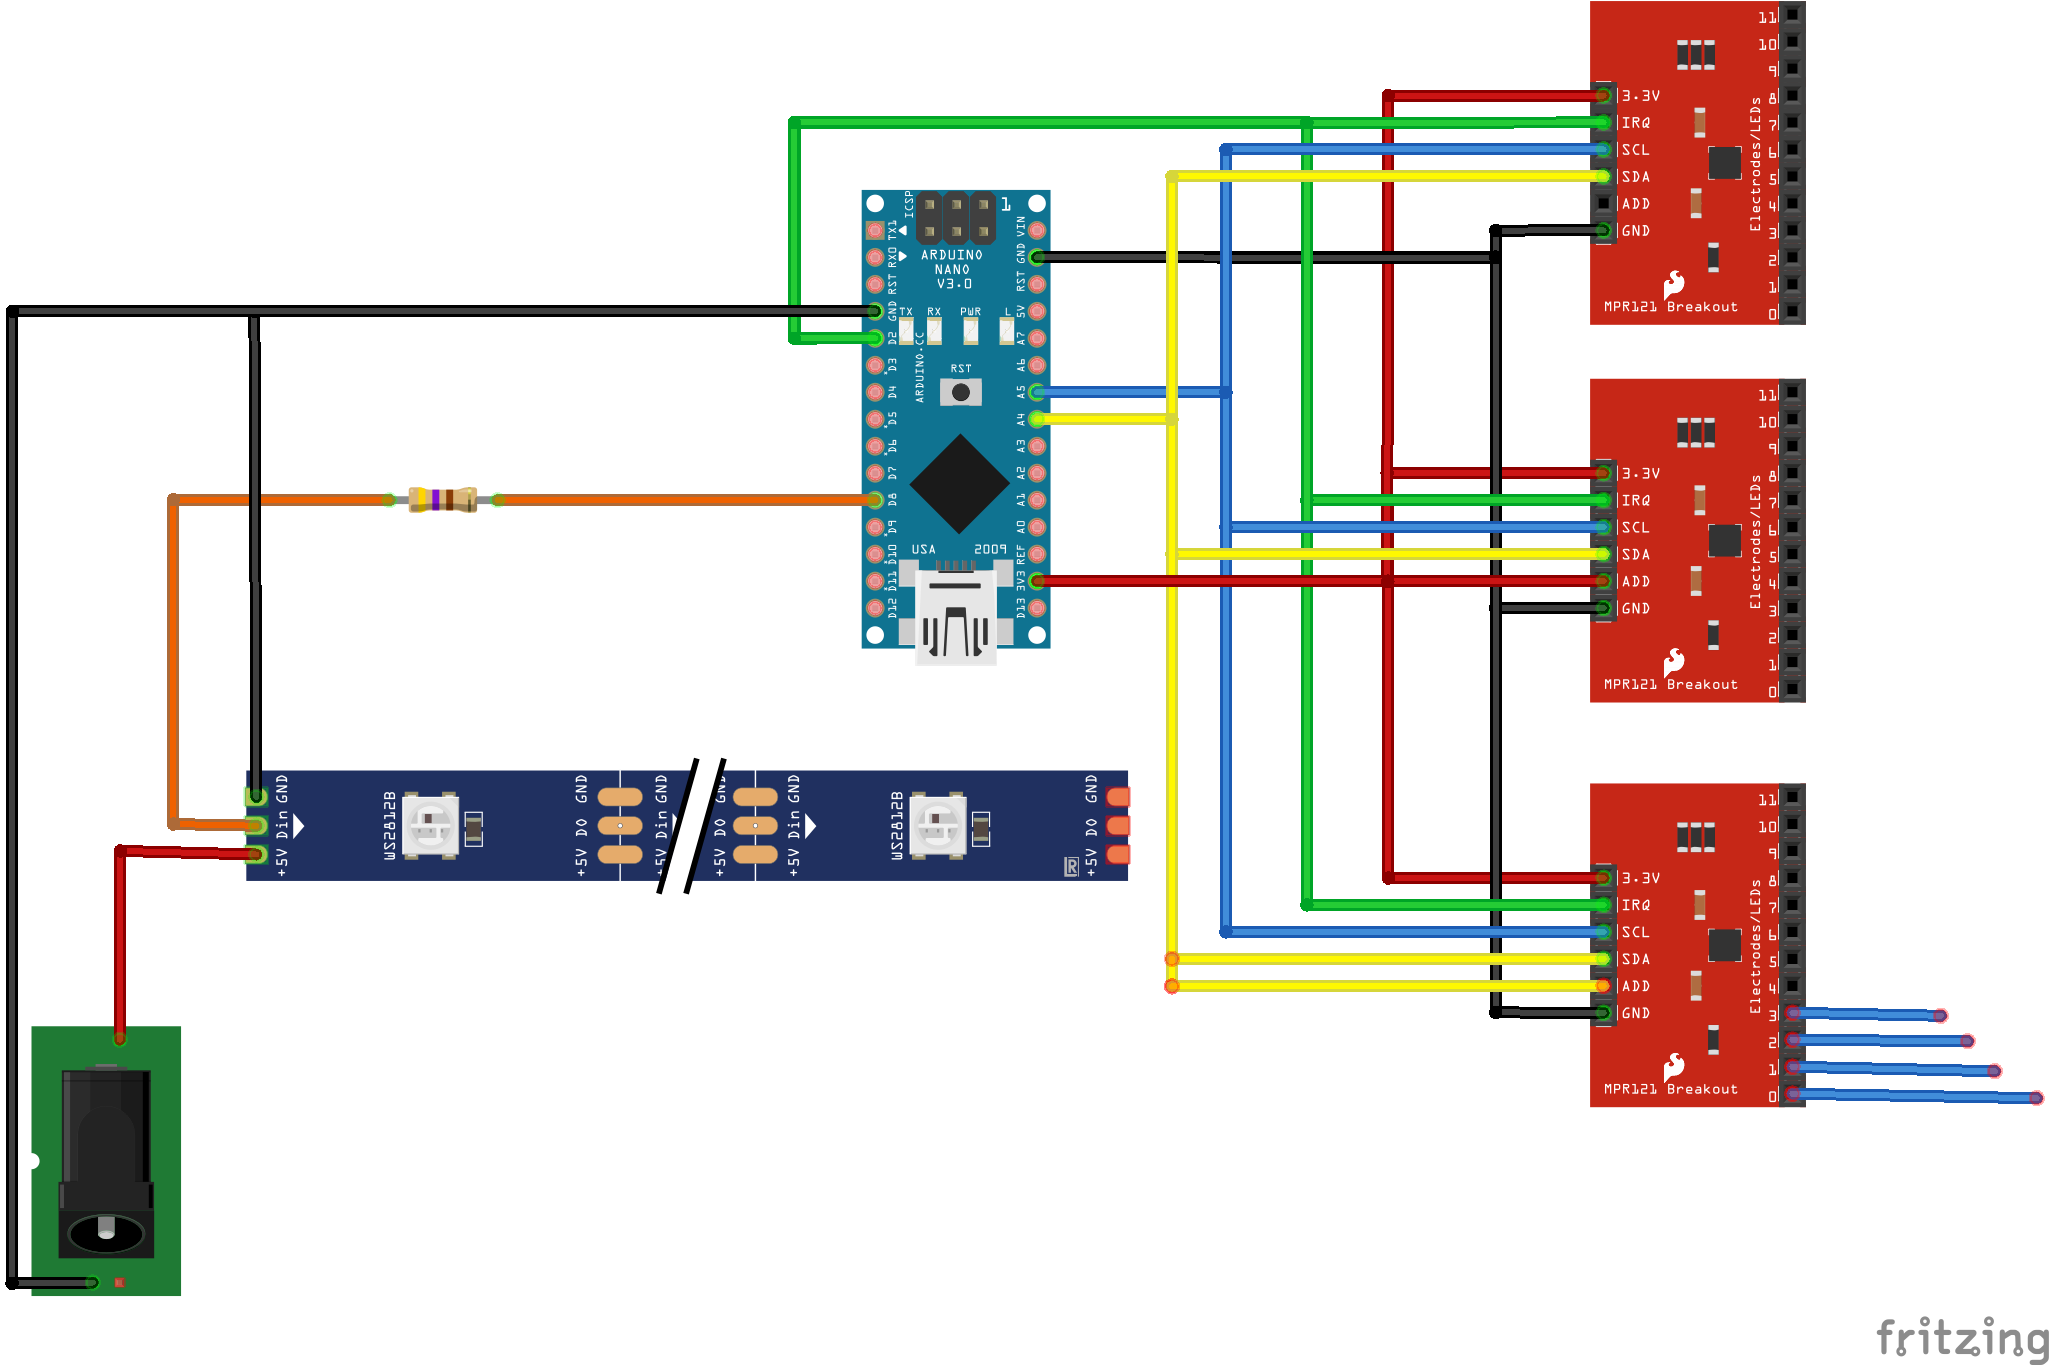 11
10
9
8
7
6
5
4
3
2
1
0
3.3V
IRQ
SCL
SDA
ADD
GND
Electrodes/LEDs
MPR121 Breakout
ICSP
1
ARDUINO
NANO
V3.0
TX1
RX0
RST
GND
D2
D3
D4
D5
D6
D7
D8
D9
D10
D11
D12
VIN
GND
RST
5V
A7
A6
A5
A4
A3
A2
A1
A0
REF
3V3
D13
TX
RX
PWR
L
ARDUINO.CC
RST
USA
2009
11
10
9
8
7
6
5
4
3
2
1
0
3.3V
IRQ
SCL
SDA
ADD
GND
Electrodes/LEDs
MPR121 Breakout
GND
Din
+5V
WS2812B
GND
D0
+5V
GND
Din
+5V
GND
D0
+5V
GND
Din
+5V
WS2812B
GND
D0
+5V
R
11
10
9
8
7
6
5
4
3
2
1
0
3.3V
IRQ
SCL
SDA
ADD
GND
Electrodes/LEDs
MPR121 Breakout
fritzing